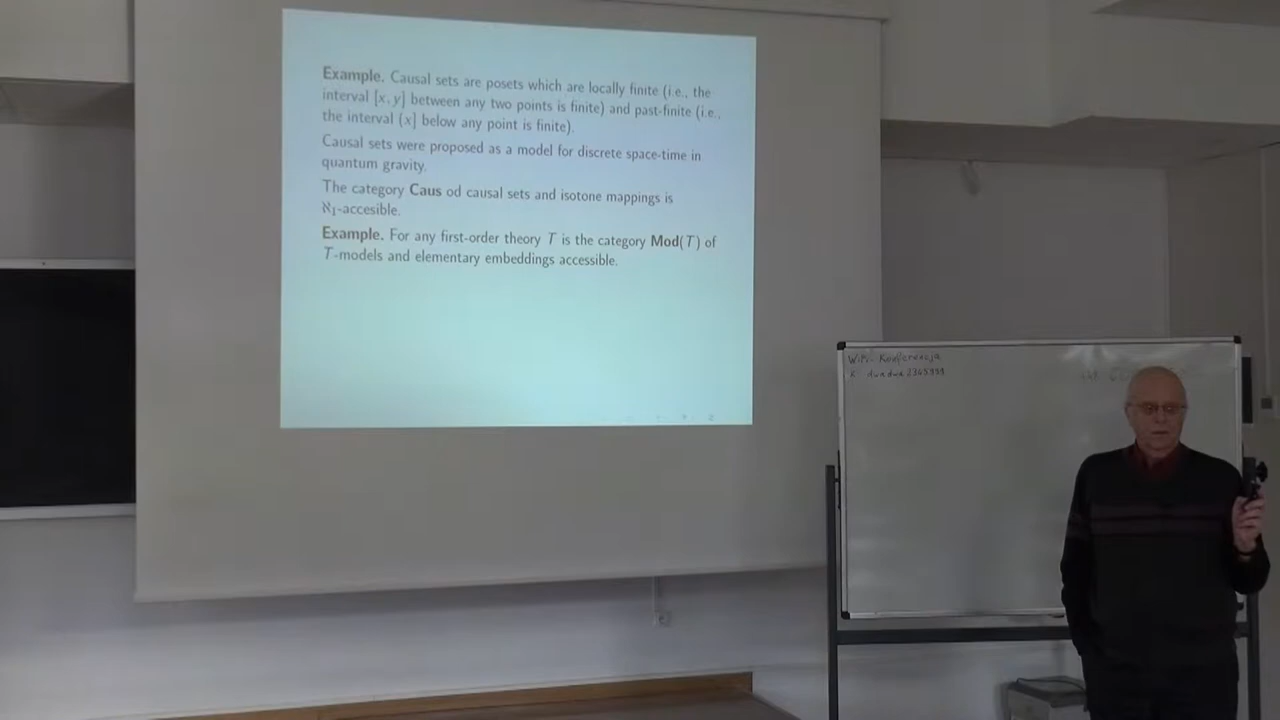 Example. Causal sets are posets which are locally finite (i.e., the
interval [x, y] between any two points is finite) and past-finite (i.e.,
the interval (x] below any point is finite).
Causal sets were proposed as a model for discrete space-time in
quantum gravity.
The category Caus od causal sets and isotone mappings is
ℵ₁-accesible.
Example. For any first-order theory T is the category Mod(T) of
T-models and elementary embeddings accessible.
Konferencja